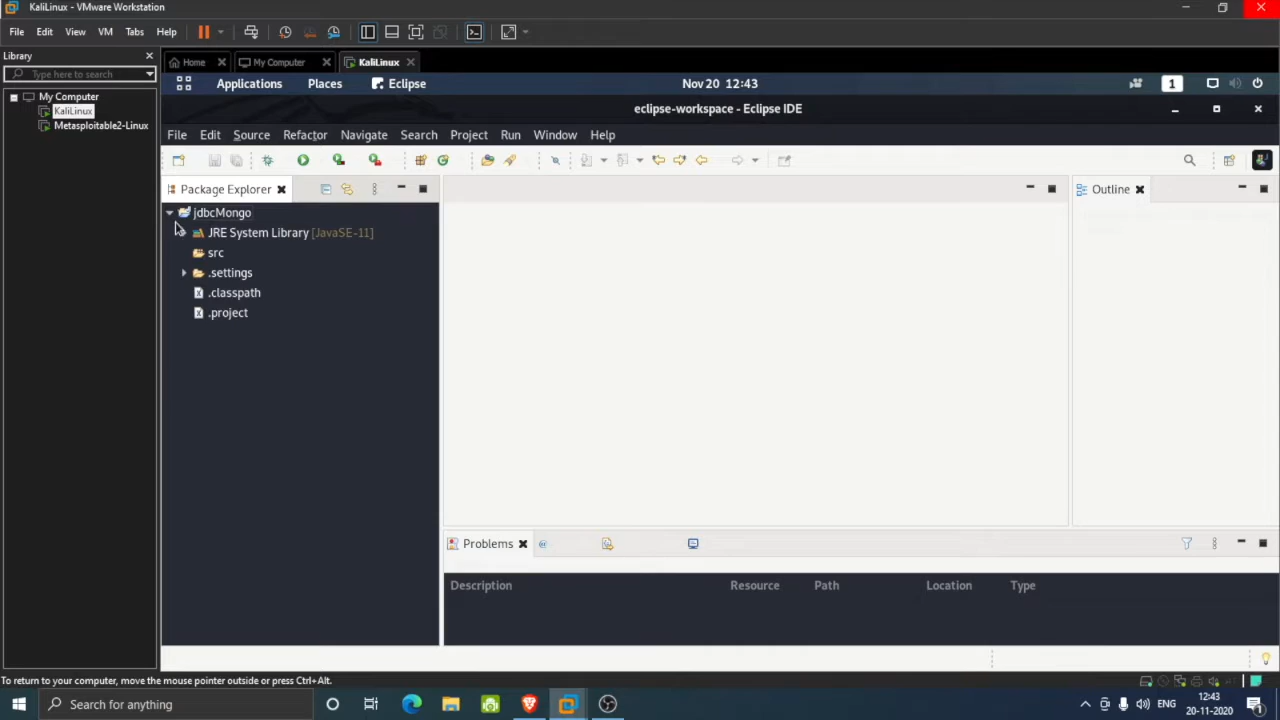 KaliLinux - VMware Workstation
File Edit View VM Tabs Help
Library
Type here to search
My Computer
KaliLinux
Metasploitable2-Linux
Home My Computer KaliLinux
Applications Places Eclipse Nov 20 12:43 1
eclipse-workspace - Eclipse IDE
File Edit Source Refactor Navigate Search Project Run Window Help
Package Explorer
jdbcMongo
JRE System Library [JavaSE-11]
src
.settings
.classpath
.project
Outline
Problems
Description Resource Path Location Type
To return to your computer, move the mouse pointer outside or press Ctrl+Alt.
Search for anything
ENG
12:43
20-11-2020
1